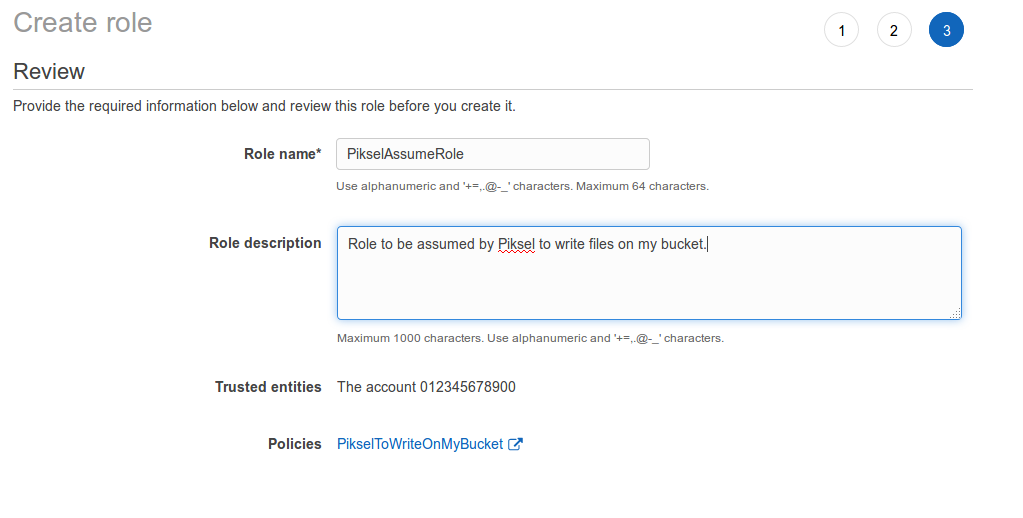 Create role
1 2 3
Review
Provide the required information below and review this role before you create it.
Role name* PikselAssumeRole
Use alphanumeric and '+=,.@-_' characters. Maximum 64 characters.
Role description Role to be assumed by Piksel to write files on my bucket.
Maximum 1000 characters. Use alphanumeric and '+=,.@-_' characters.
Trusted entities The account 012345678900
Policies PikselToWriteOnMyBucket